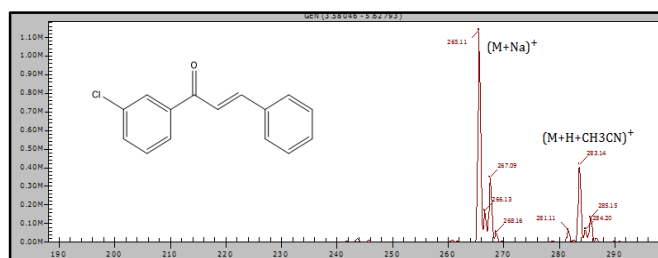 GEN (3.58046 - 5.62793)
1.10M
1.00M
0.90M
0.80M
0.70M
0.60M
0.50M
0.40M
0.30M
0.20M
0.10M
0.00M
O
Cl
265.11
(M+Na)+
267.09
266.13
268.16
(M+H+CH3CN)+
283.14
281.11
285.15
284.20
190
200
210
220
230
240
250
260
270
280
290